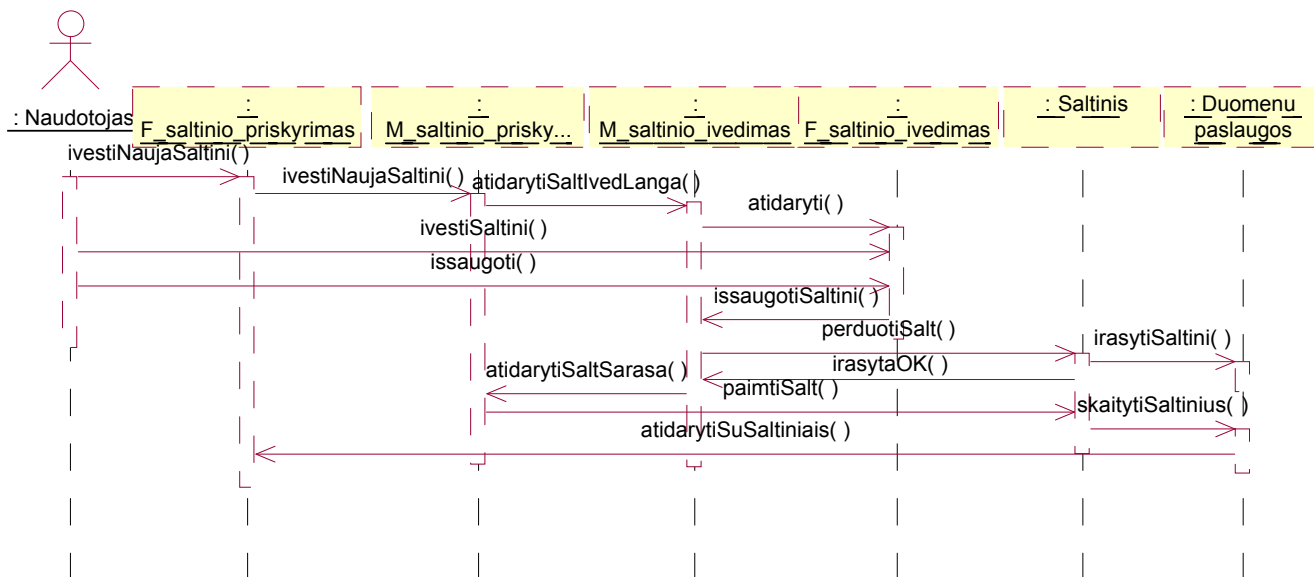 : Naudotojas
:
F_saltinio_priskyrimas
:
M_saltinio_prisky...
:
M_saltinio_ivedimas
:
F_saltinio_ivedimas
: Saltinis
: Duomenu
paslaugos
ivestiNaujaSaltini( )
ivestiNaujaSaltini( )
atidarytiSaltIvedLanga( )
atidaryti( )
ivestiSaltini( )
issaugoti( )
issaugotiSaltini( )
perduotiSalt( )
irasytiSaltini( )
irasytaOK( )
atidarytiSaltSarasa( )
paimtiSalt( )
skaitytiSaltinius( )
atidarytiSuSaltiniais( )